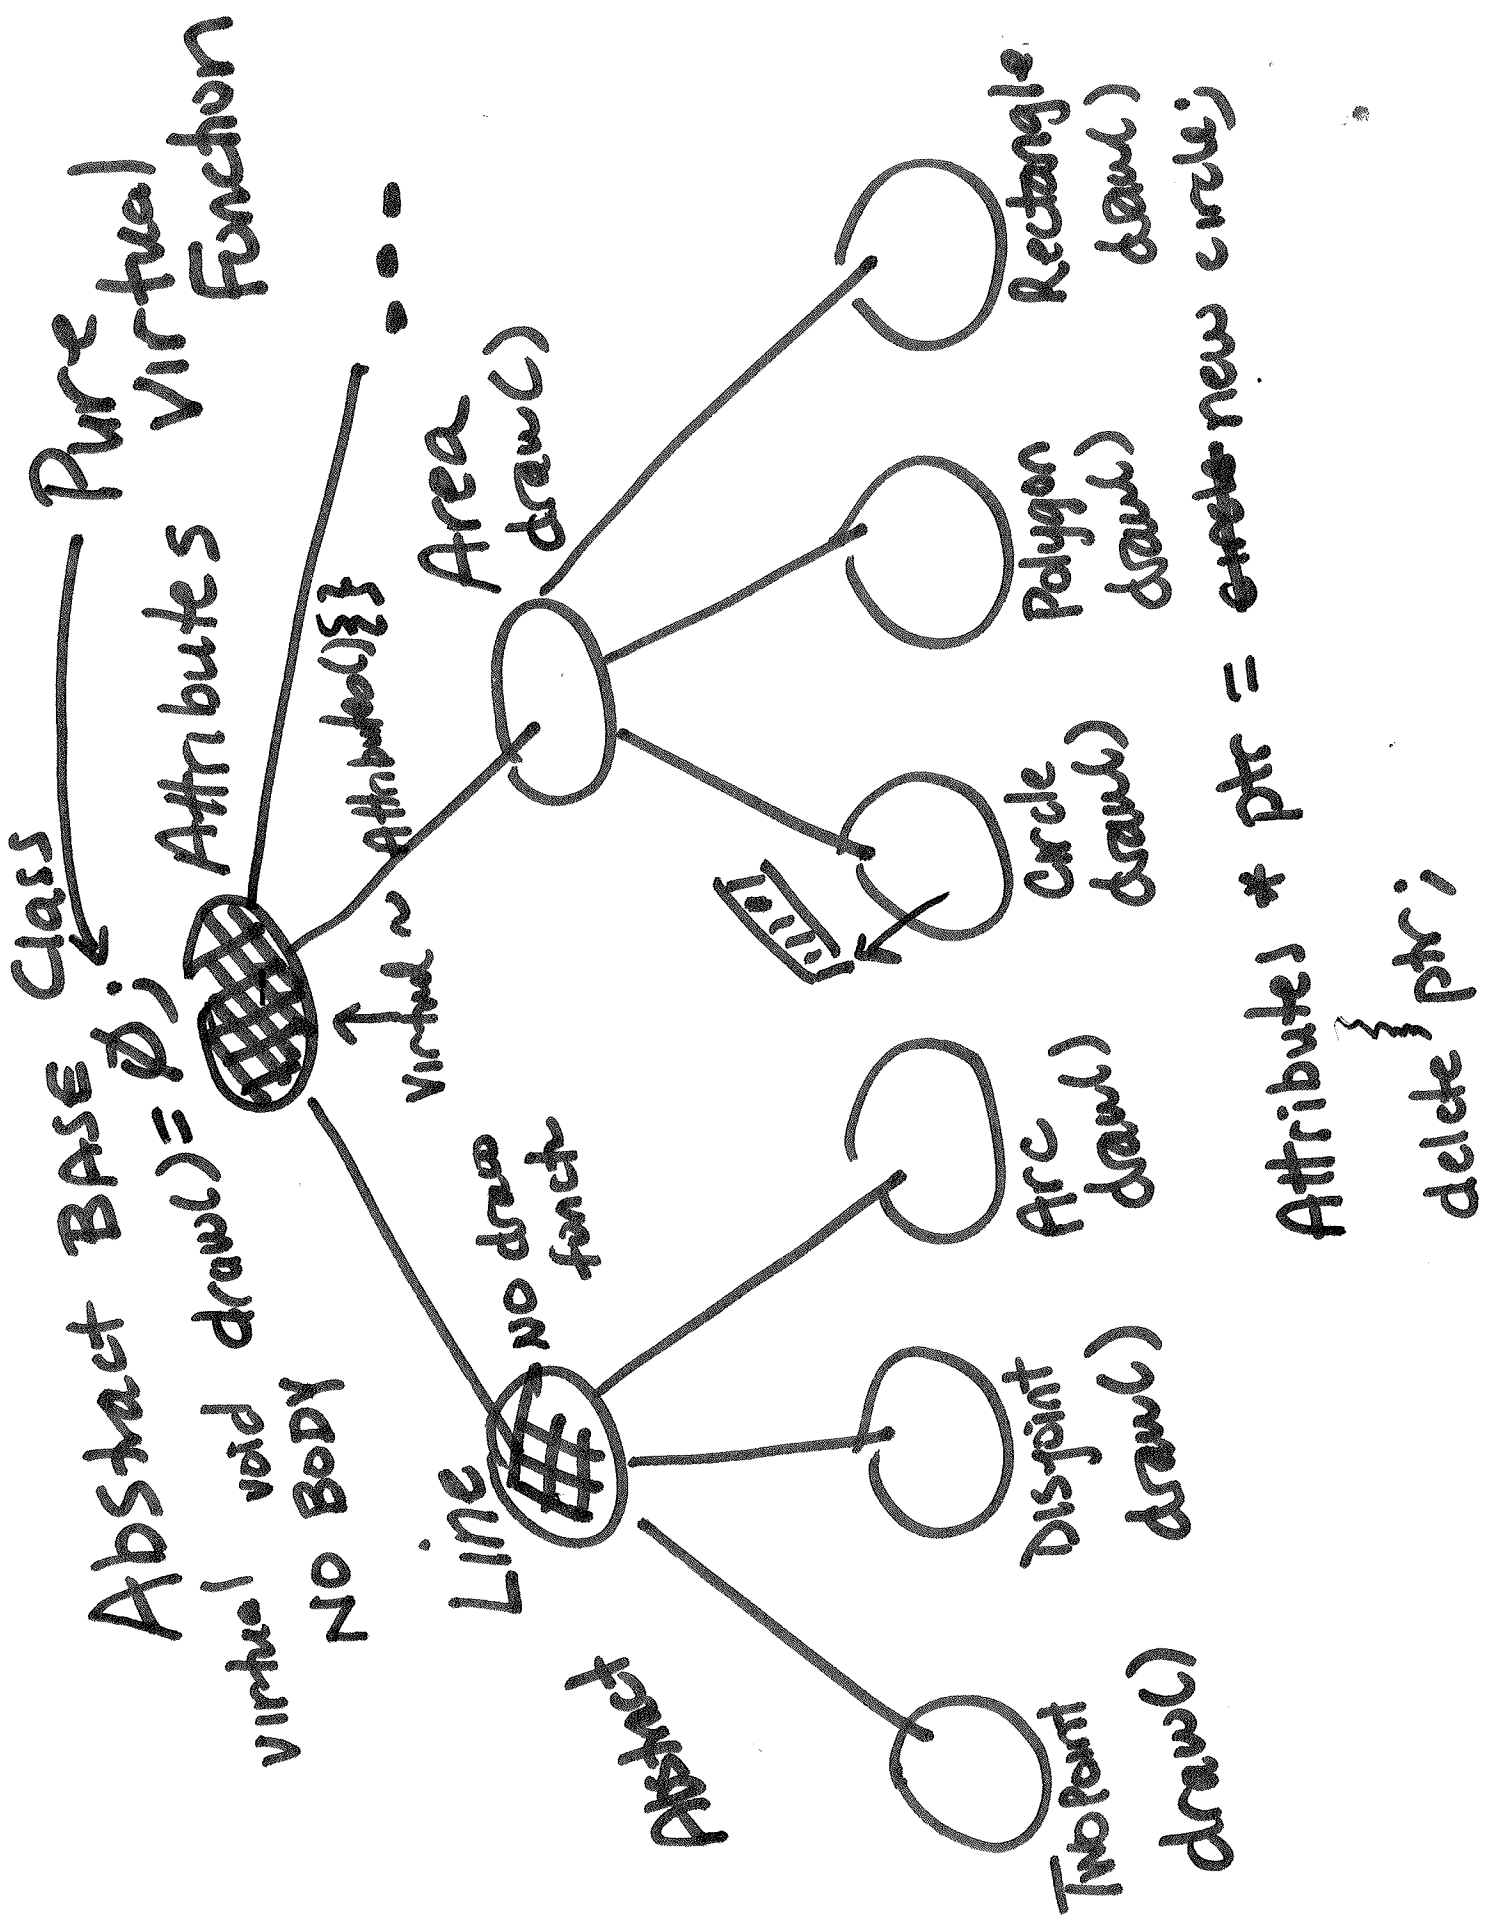 Abstract BASE Class
Pure
Virtual
Function
virtual void draw()= Ø;
NO BODY
Attributes
virtual ~
Attributes(){}
Line
NO draw
funct
Abstract
Area
draw()
TwoPoint
draw()
Disjoint
draw()
Arc
draw()
Circle
draw()
Polygon
draw()
Rectangle
draw()
Attributes * ptr = new circle;
delete ptr;